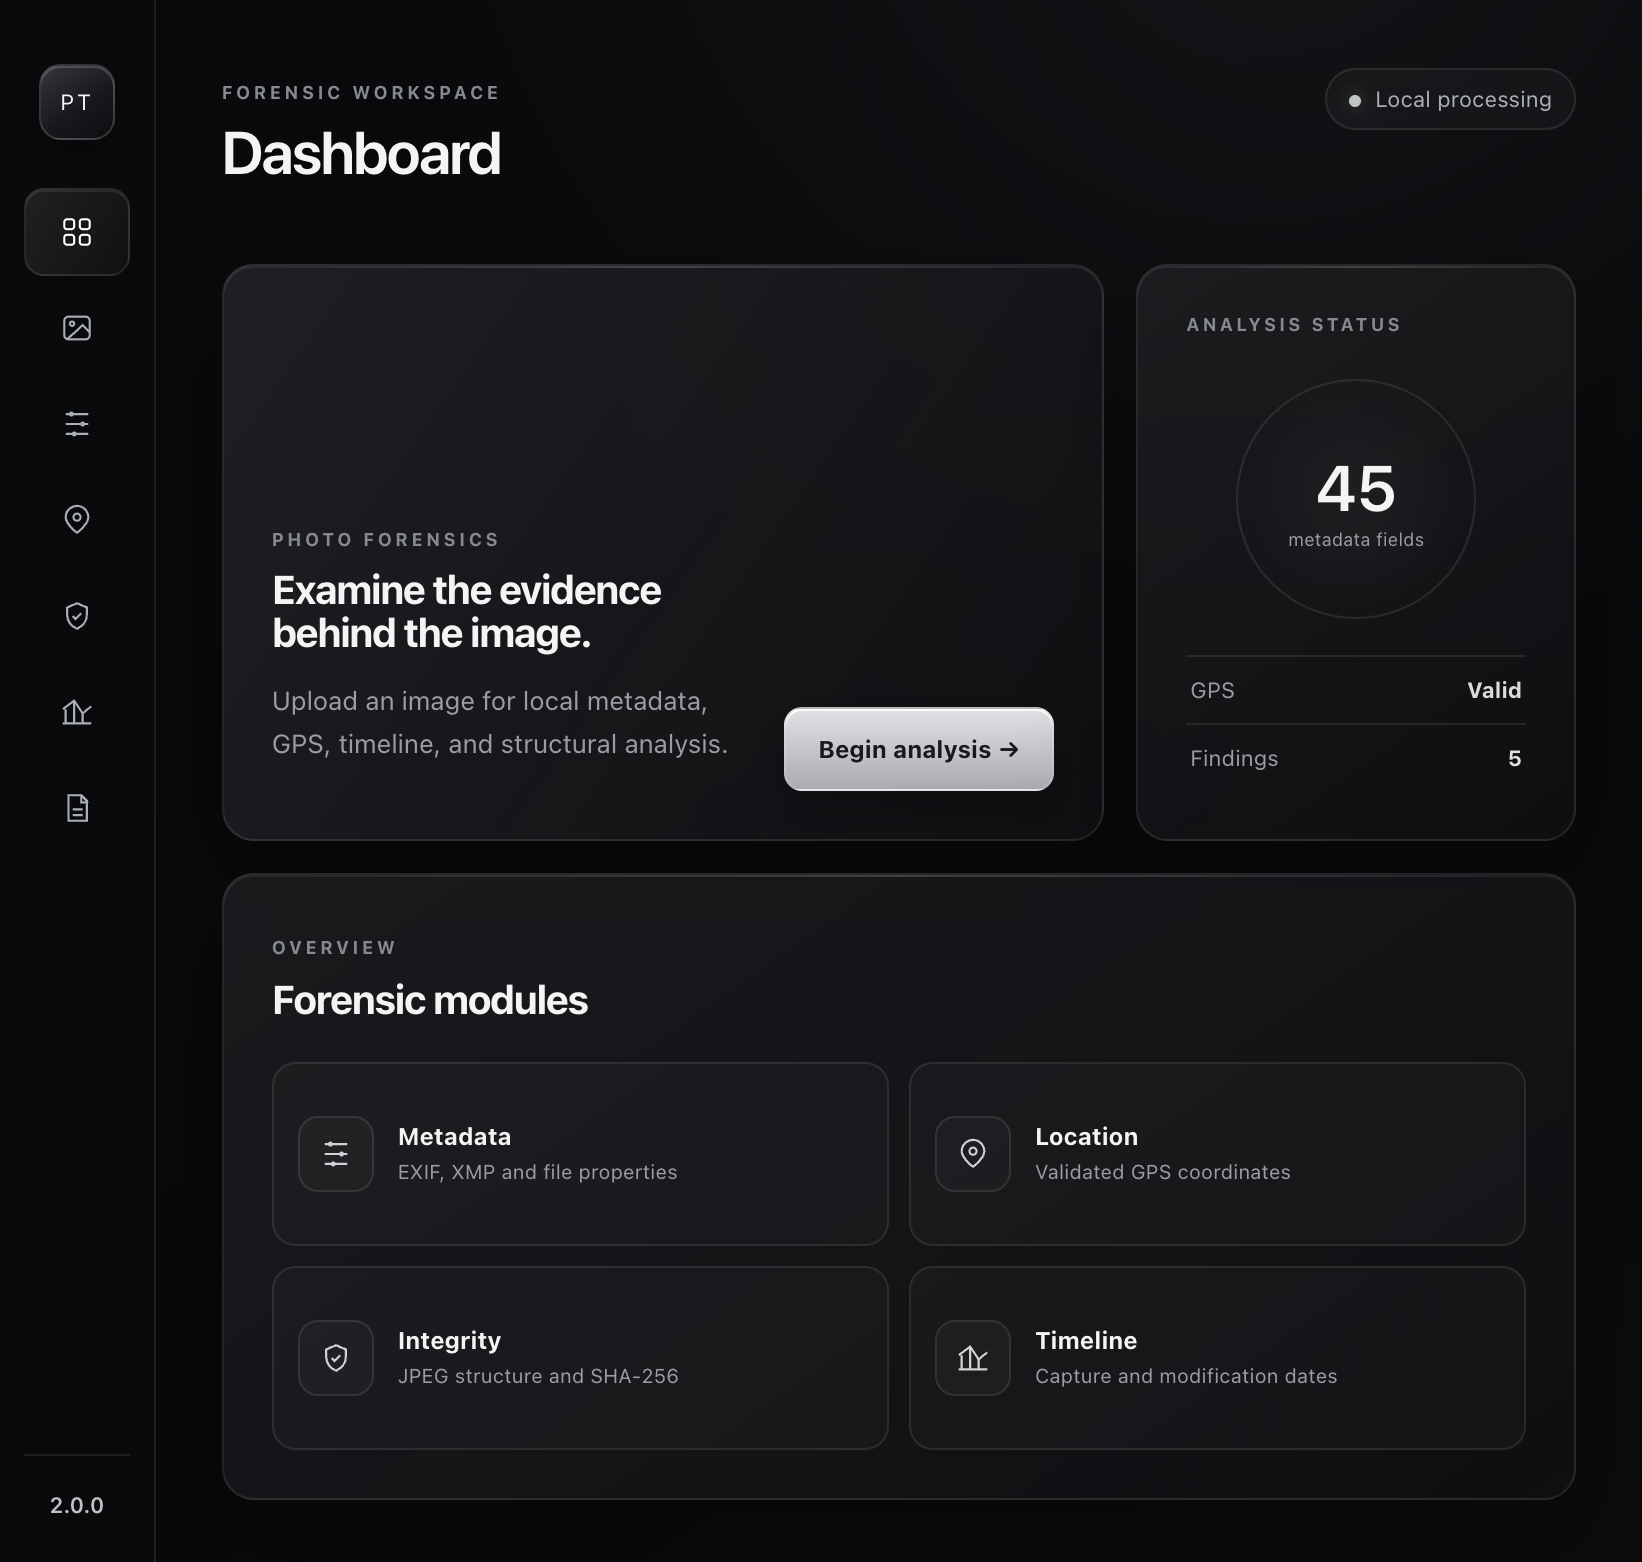 PT
FORENSIC WORKSPACE
Dashboard
Local processing
PHOTO FORENSICS
Examine the evidence
behind the image.
Upload an image for local metadata,
GPS, timeline, and structural analysis.
Begin analysis →
ANALYSIS STATUS
45
metadata fields
GPS Valid
Findings 5
OVERVIEW
Forensic modules
Metadata
EXIF, XMP and file properties
Location
Validated GPS coordinates
Integrity
JPEG structure and SHA-256
Timeline
Capture and modification dates
2.0.0